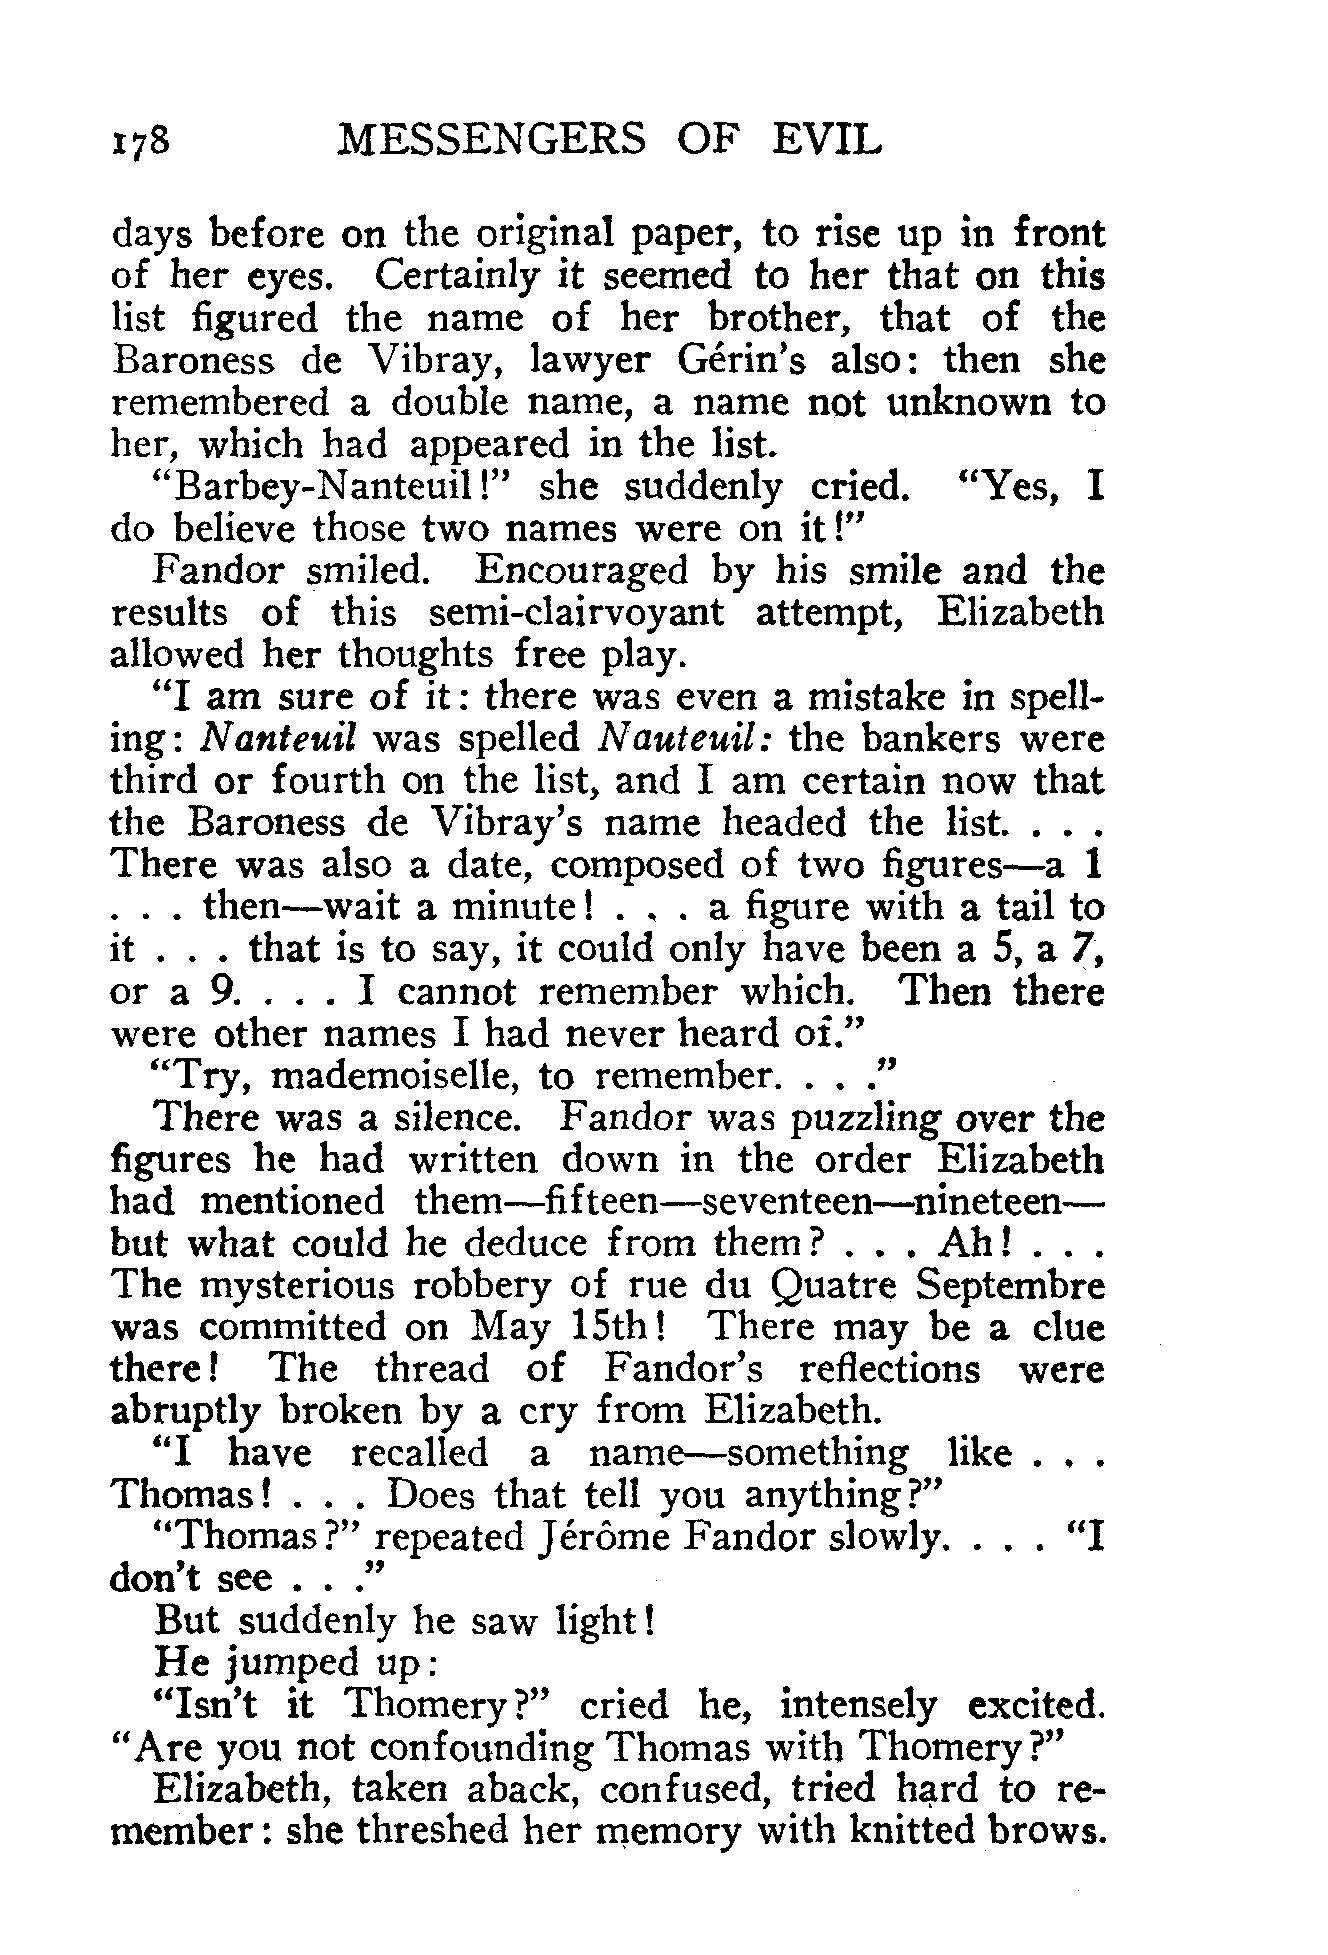 178 MESSENGERS OF EVIL
days before on the original paper, to rise up in front
of her eyes. Certainly it seemed to her that on this
list figured the name of her brother, that of the
Baroness de Vibray, lawyer Gérin's also: then she
remembered a double name, a name not unknown to
her, which had appeared in the list.
“Barbey-Nanteuil!” she suddenly cried. “Yes, I
do believe those two names were on it!”
Fandor smiled. Encouraged by his smile and the
results of this semi-clairvoyant attempt, Elizabeth
allowed her thoughts free play.
“I am sure of it: there was even a mistake in spell-
ing: Nanteuil was spelled Nauteuil: the bankers were
third or fourth on the list, and I am certain now that
the Baroness de Vibray's name headed the list. . . .
There was also a date, composed of two figures—a 1
. . . then—wait a minute! . . . a figure with a tail to
it . . . that is to say, it could only have been a 5, a 7,
or a 9. . . . I cannot remember which. Then there
were other names I had never heard of.”
“Try, mademoiselle, to remember. . . .”
There was a silence. Fandor was puzzling over the
figures he had written down in the order Elizabeth
had mentioned them—fifteen—seventeen—nineteen—
but what could he deduce from them? . . . Ah! . . .
The mysterious robbery of rue du Quatre Septembre
was committed on May 15th! There may be a clue
there! The thread of Fandor's reflections were
abruptly broken by a cry from Elizabeth.
“I have recalled a name—something like . . .
Thomas! . . . Does that tell you anything?”
“Thomas?” repeated Jérôme Fandor slowly. . . . “I
don't see . . .”
But suddenly he saw light!
He jumped up:
“Isn't it Thomery?” cried he, intensely excited.
“Are you not confounding Thomas with Thomery?”
Elizabeth, taken aback, confused, tried hard to re-
member: she threshed her memory with knitted brows.